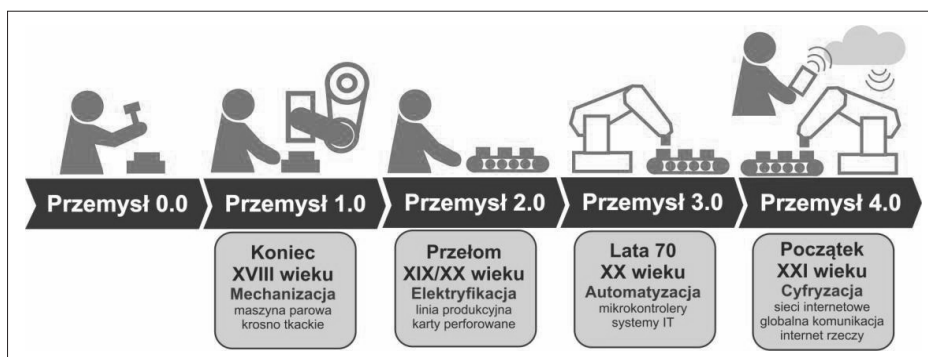 Przemysł 0.0
Przemysł 1.0
Przemysł 2.0
Przemysł 3.0
Przemysł 4.0
Koniec
XVIII wieku
Mechanizacja
maszyna parowa
krosno tkackie
Przełom
XIX/XX wieku
Elektryfikacja
linia produkcyjna
karty perforowane
Lata 70
XX wieku
Automatyzacja
mikrokontrolery
systemy IT
Początek
XXI wieku
Cyfryzacja
sieci internetowe
globalna komunikacja
internet rzeczy